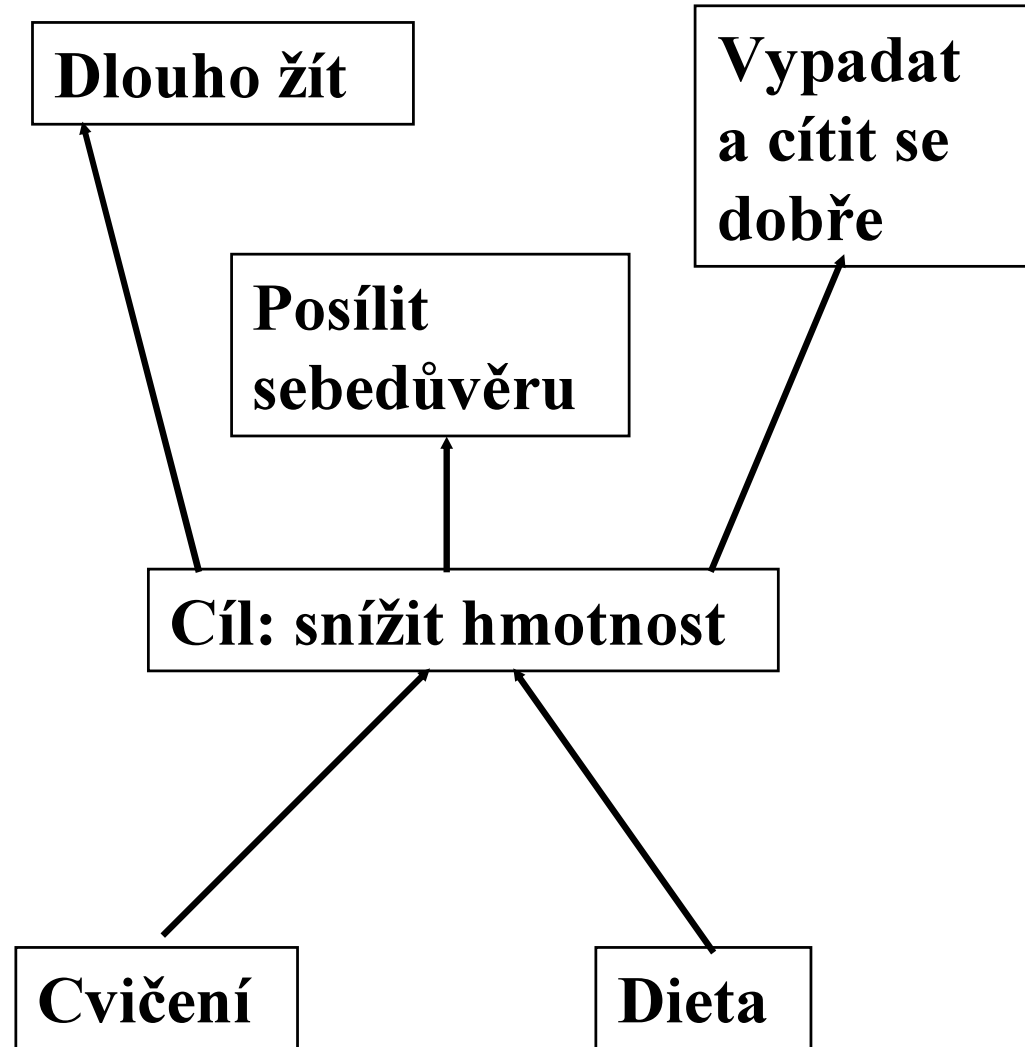 Dlouho žít
Vypadat
a cítit se
dobře
Posílit
sebedůvěru
Cíl: snížit hmotnost
Cvičení
Dieta